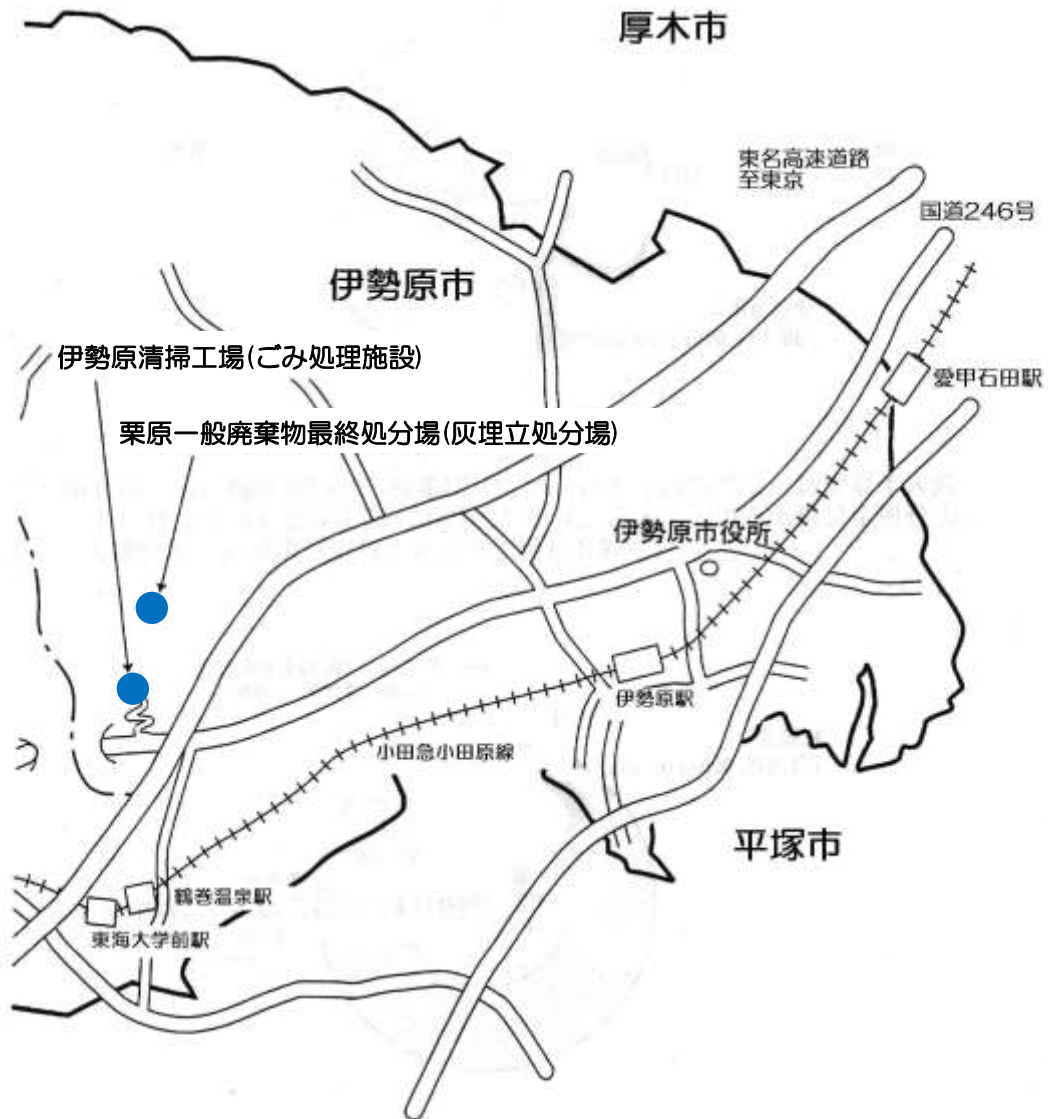 厚木市
東名高速道路
至東京
国道246号
伊勢原市
伊勢原清掃工場(ごみ処理施設)
愛甲石田駅
栗原一般廃棄物最終処分場(灰埋立処分場)
伊勢原市役所
伊勢原駅
小田急小田原線
平塚市
鶴巻温泉駅
東海大学前駅